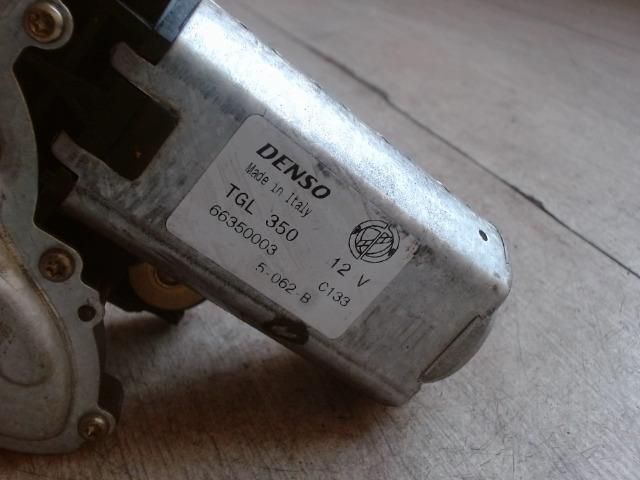 DENSO
Made in Italy
TGL 350
66350003
12 V
5-062-B
C133